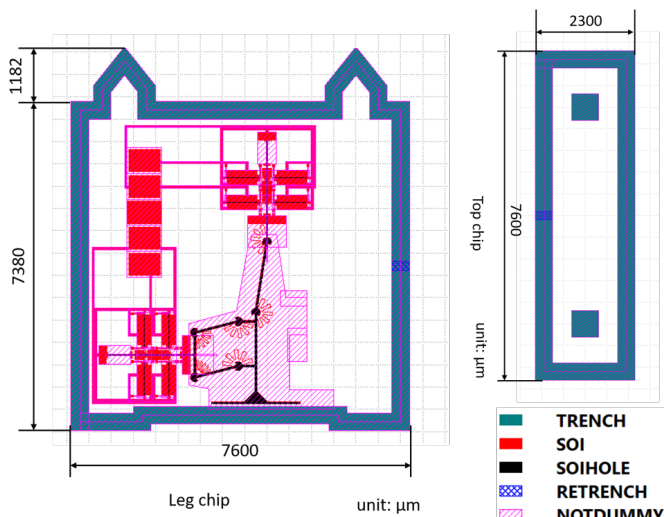 2300
1182
7380
7600
Top chip
unit: μm
7600
Leg chip
unit: μm
TRENCH
SOI
SOIHOLE
RETRENCH
NOTDUMMY